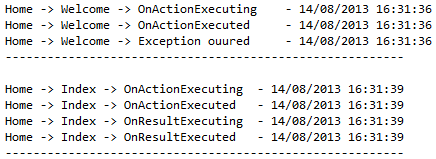 Home -> Welcome -> OnActionExecuting    - 14/08/2013 16:31:36
Home -> Welcome -> OnActionExecuted     - 14/08/2013 16:31:36
Home -> Welcome -> Exception ouured     - 14/08/2013 16:31:36
---------------------------------------------------------
Home -> Index -> OnActionExecuting  - 14/08/2013 16:31:39
Home -> Index -> OnActionExecuted   - 14/08/2013 16:31:39
Home -> Index -> OnResultExecuting  - 14/08/2013 16:31:39
Home -> Index -> OnResultExecuted   - 14/08/2013 16:31:39
---------------------------------------------------------